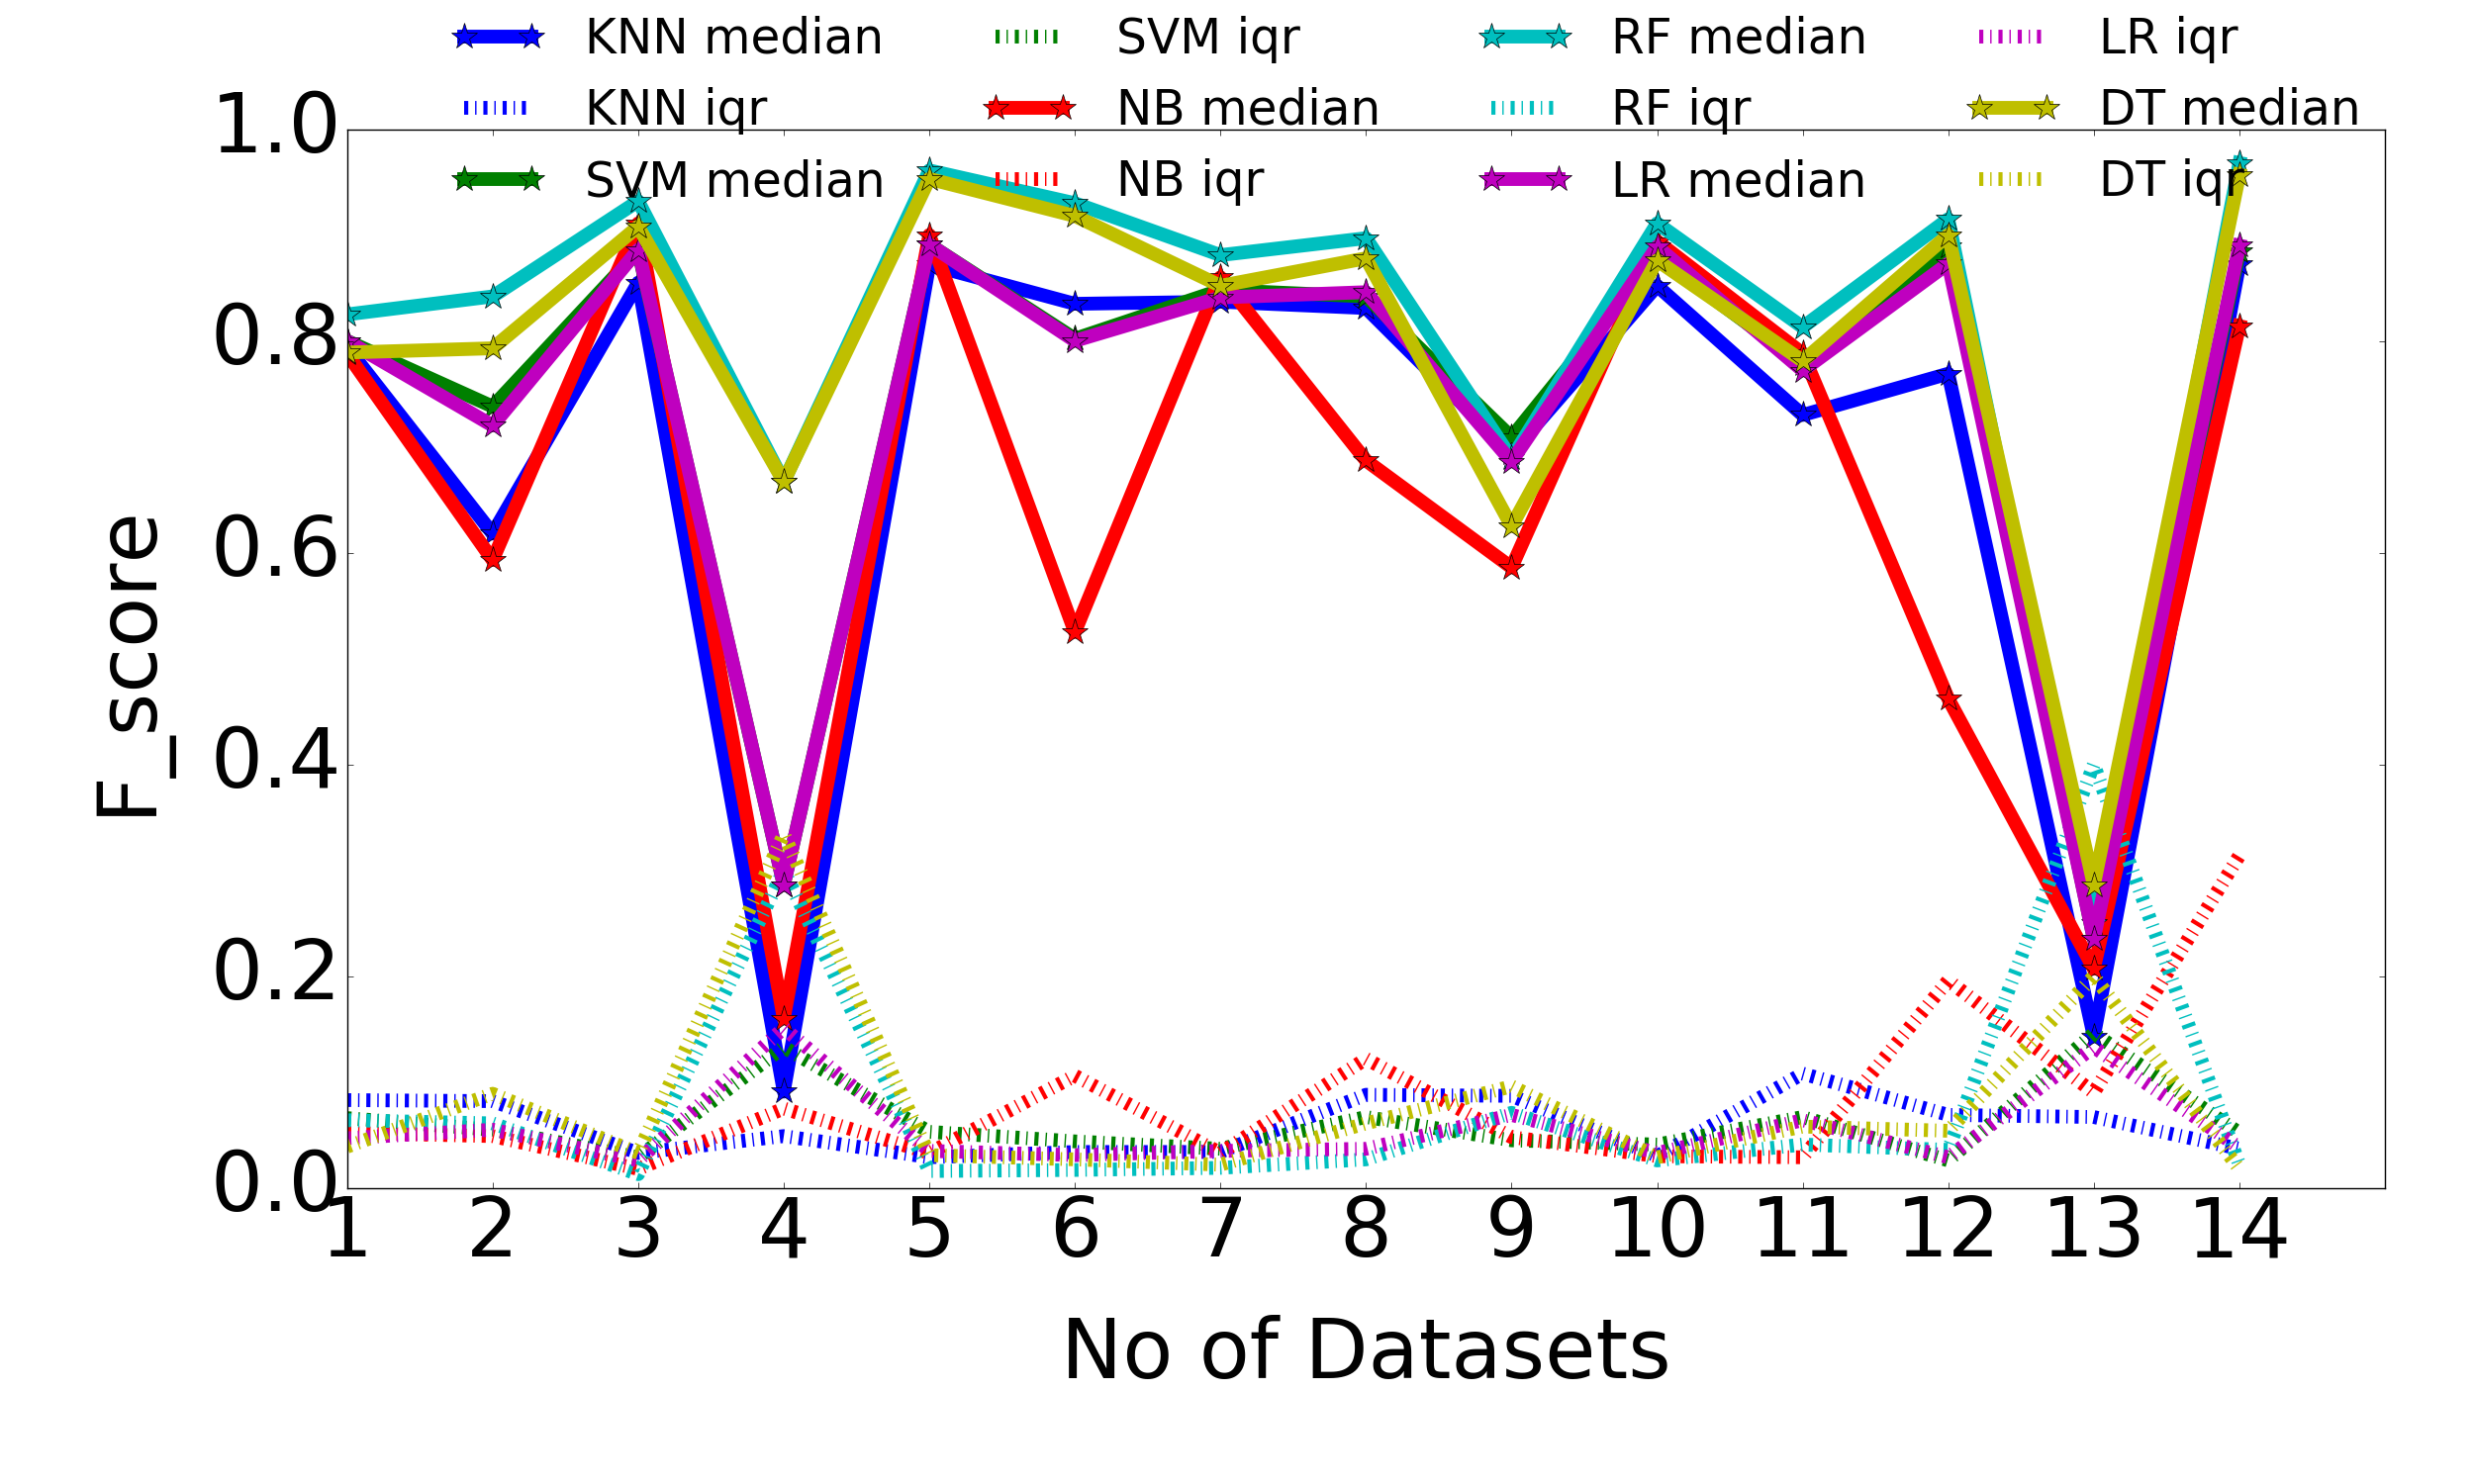 KNN median SVM iqr RF median LR iqr
KNN iqr NB median RF iqr DT median
SVM median NB iqr LR median DT iqr
1.0
0.8
0.6
0.4
0.2
0.0
F_score
1 2 3 4 5 6 7 8 9 10 11 12 13 14
No of Datasets